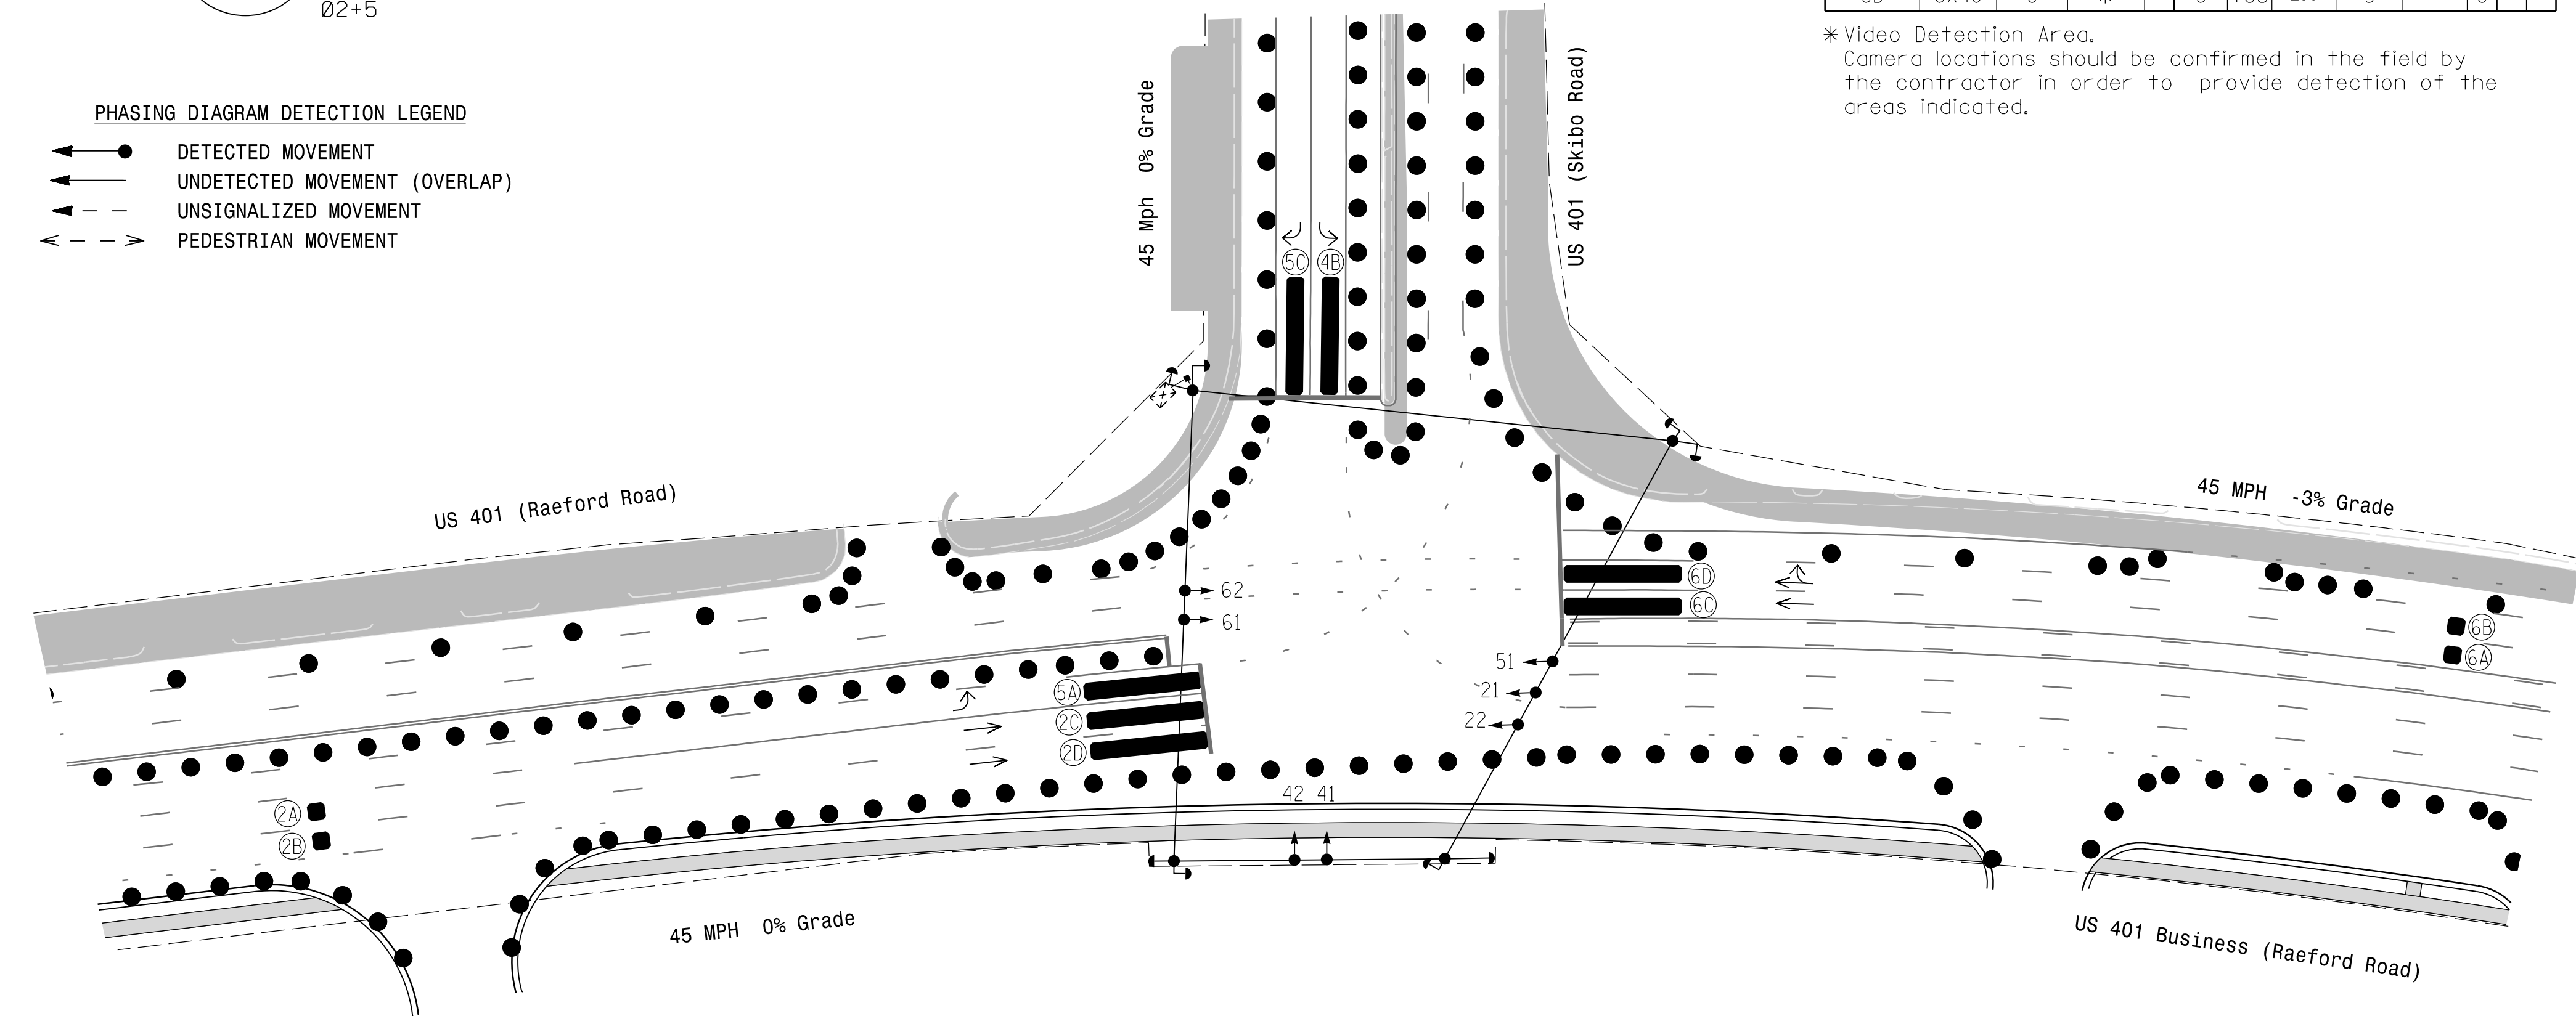 Ø2+5
PHASING DIAGRAM DETECTION LEGEND
DETECTED MOVEMENT
UNDETECTED MOVEMENT (OVERLAP)
UNSIGNALIZED MOVEMENT
PEDESTRIAN MOVEMENT
* Video Detection Area.
Camera locations should be confirmed in the field by
the contractor in order to provide detection of the
areas indicated.
45 Mph 0% Grade
US 401 (Skibo Road)
5C 4B
US 401 (Raeford Road)
45 MPH -3% Grade
62
61
6D
6C
6B
6A
51
21
22
5A
2C
2D
2A
2B
42 41
45 MPH 0% Grade
US 401 Business (Raeford Road)